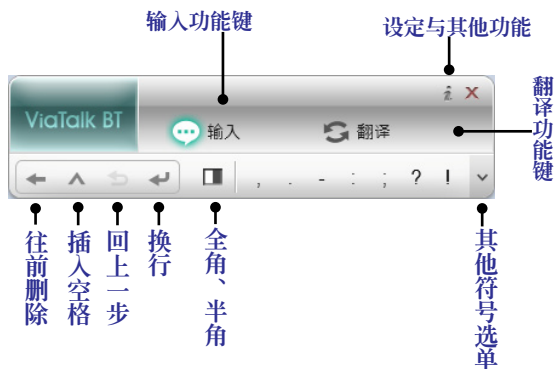 输入功能键
设定与其他功能
翻译功能键
ViaTalk BT
i X
输入
翻译
, . - : ; ? !
往前删除
插入空格
回上一步
换行
全角、半角
其他符号选单